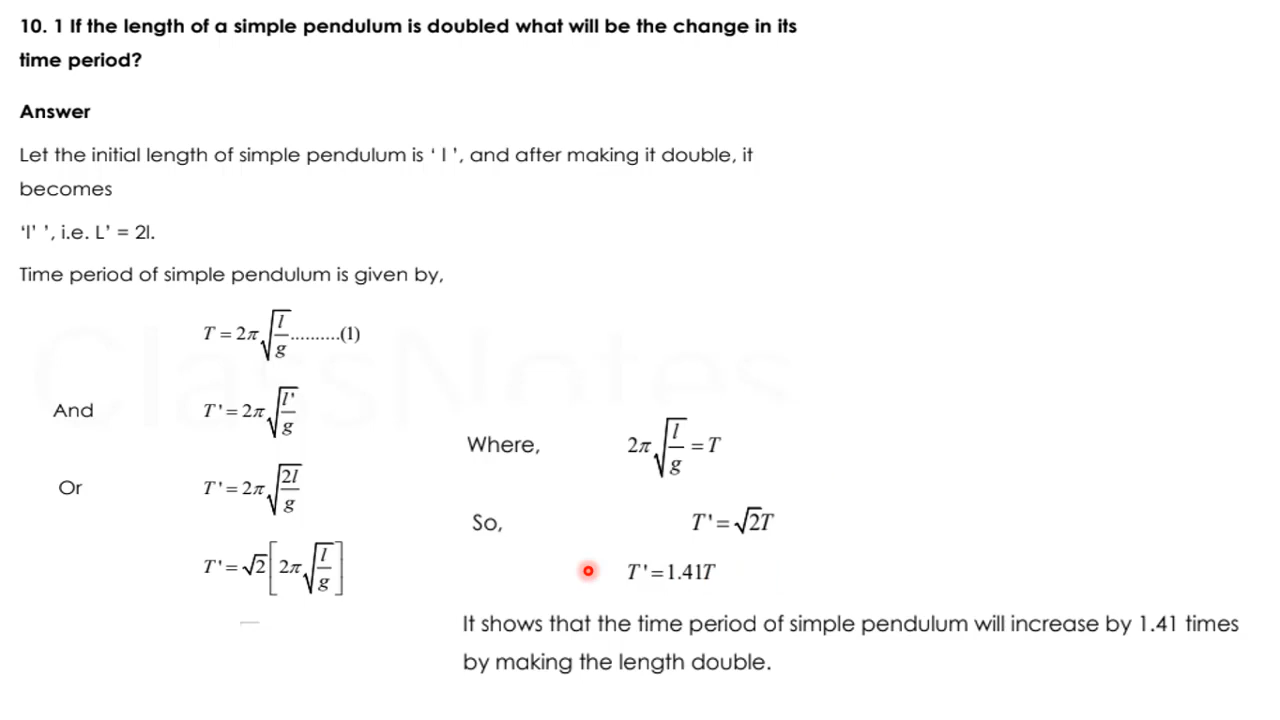 10. 1 If the length of a simple pendulum is doubled what will be the change in its
time period?
Answer
Let the initial length of simple pendulum is ‘ l ’, and after making it double, it
becomes
‘l' ’, i.e. L’ = 2l.
Time period of simple pendulum is given by,
T = 2π√(l/g)..........(1)
And T' = 2π√(l'/g)
Or T' = 2π√(2l/g)
T' = √2[2π√(l/g)]
Where, 2π√(l/g) = T
So, T' = √2T
T' = 1.41T
It shows that the time period of simple pendulum will increase by 1.41 times
by making the length double.
ClassNotes